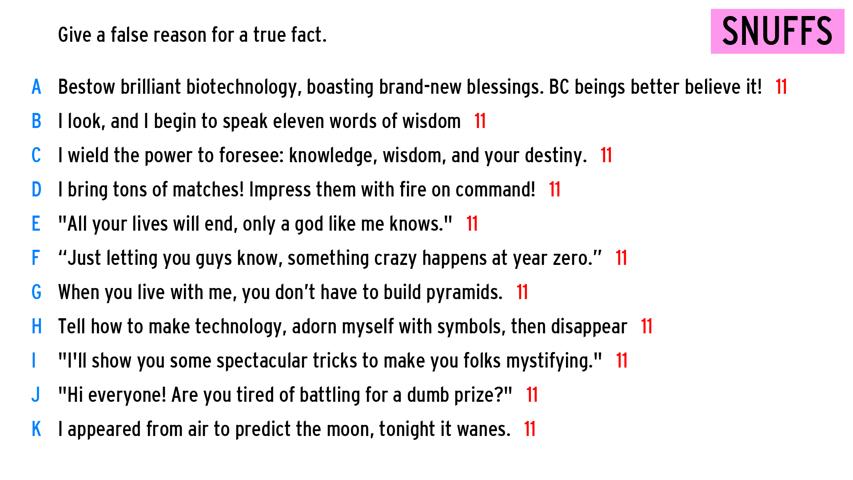 Give a false reason for a true fact.
SNUFFS
A Bestow brilliant biotechnology, boasting brand-new blessings. BC beings better believe it! 11
B I look, and I begin to speak eleven words of wisdom 11
C I wield the power to foresee: knowledge, wisdom, and your destiny. 11
D I bring tons of matches! Impress them with fire on command! 11
E "All your lives will end, only a god like me knows." 11
F “Just letting you guys know, something crazy happens at year zero.” 11
G When you live with me, you don’t have to build pyramids. 11
H Tell how to make technology, adorn myself with symbols, then disappear 11
I "I'll show you some spectacular tricks to make you folks mystifying." 11
J "Hi everyone! Are you tired of battling for a dumb prize?" 11
K I appeared from air to predict the moon, tonight it wanes. 11